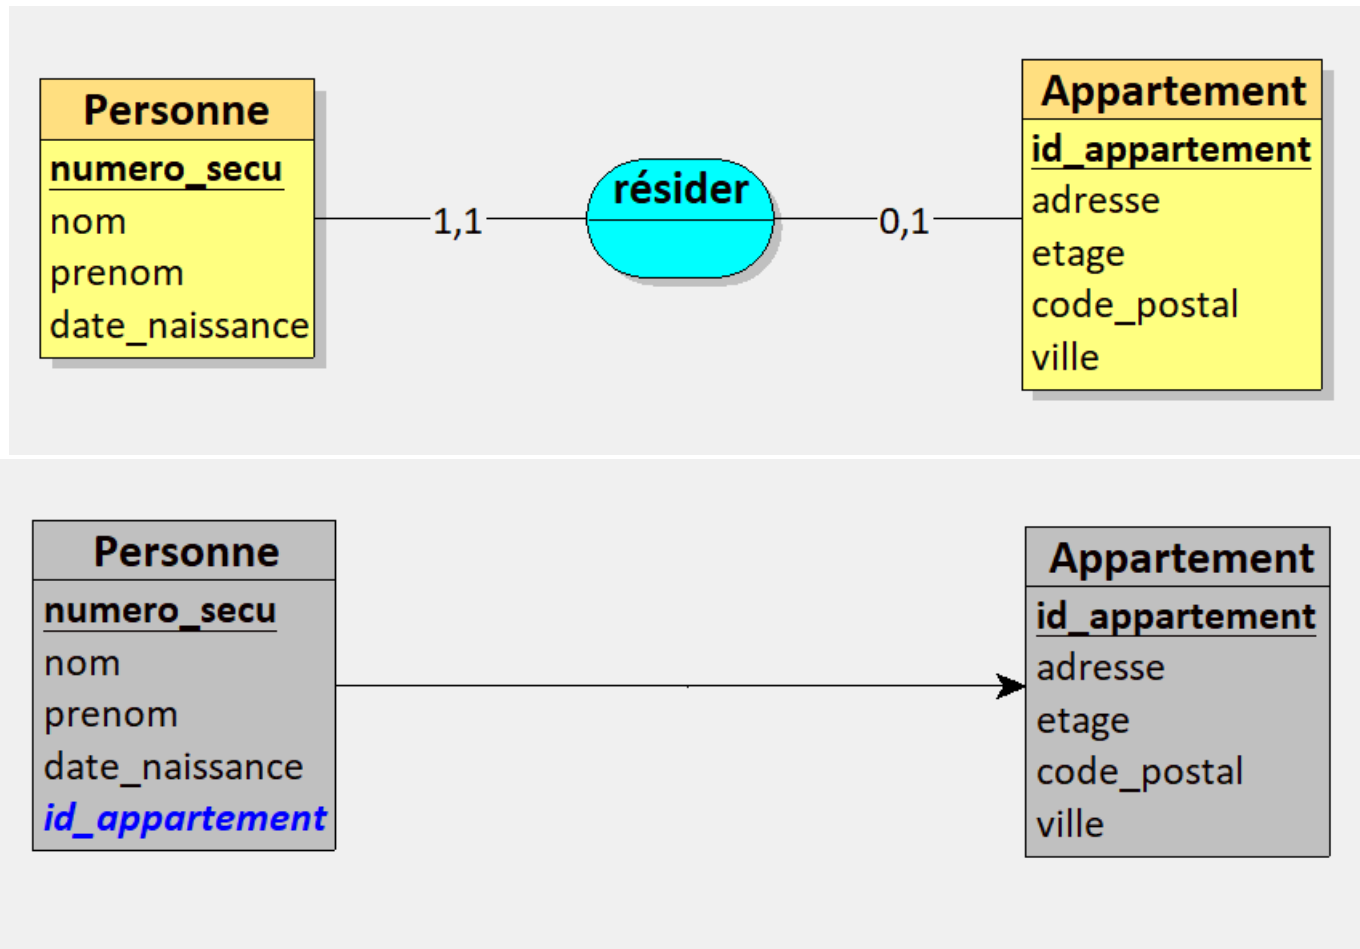 Personne
numero_secu
nom
prenom
date_naissance
1,1
résider
0,1
Appartement
id_appartement
adresse
etage
code_postal
ville
Personne
numero_secu
nom
prenom
date_naissance
id_appartement
Appartement
id_appartement
adresse
etage
code_postal
ville